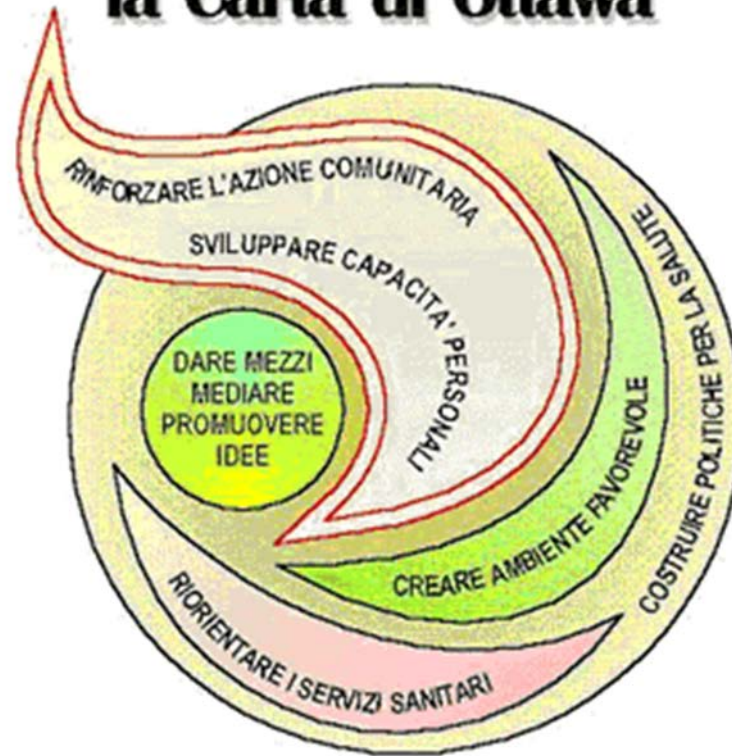 la Carta di Ottawa
RINFORZARE L'AZIONE COMUNITARIA
SVILUPPARE CAPACITA' PERSONALI
DARE MEZZI
MEDIARE
PROMUOVERE
IDEE
CREARE AMBIENTE FAVOREVOLE
COSTRUIRE POLITICHE PER LA SALUTE
RIORIENTARE I SERVIZI SANITARI